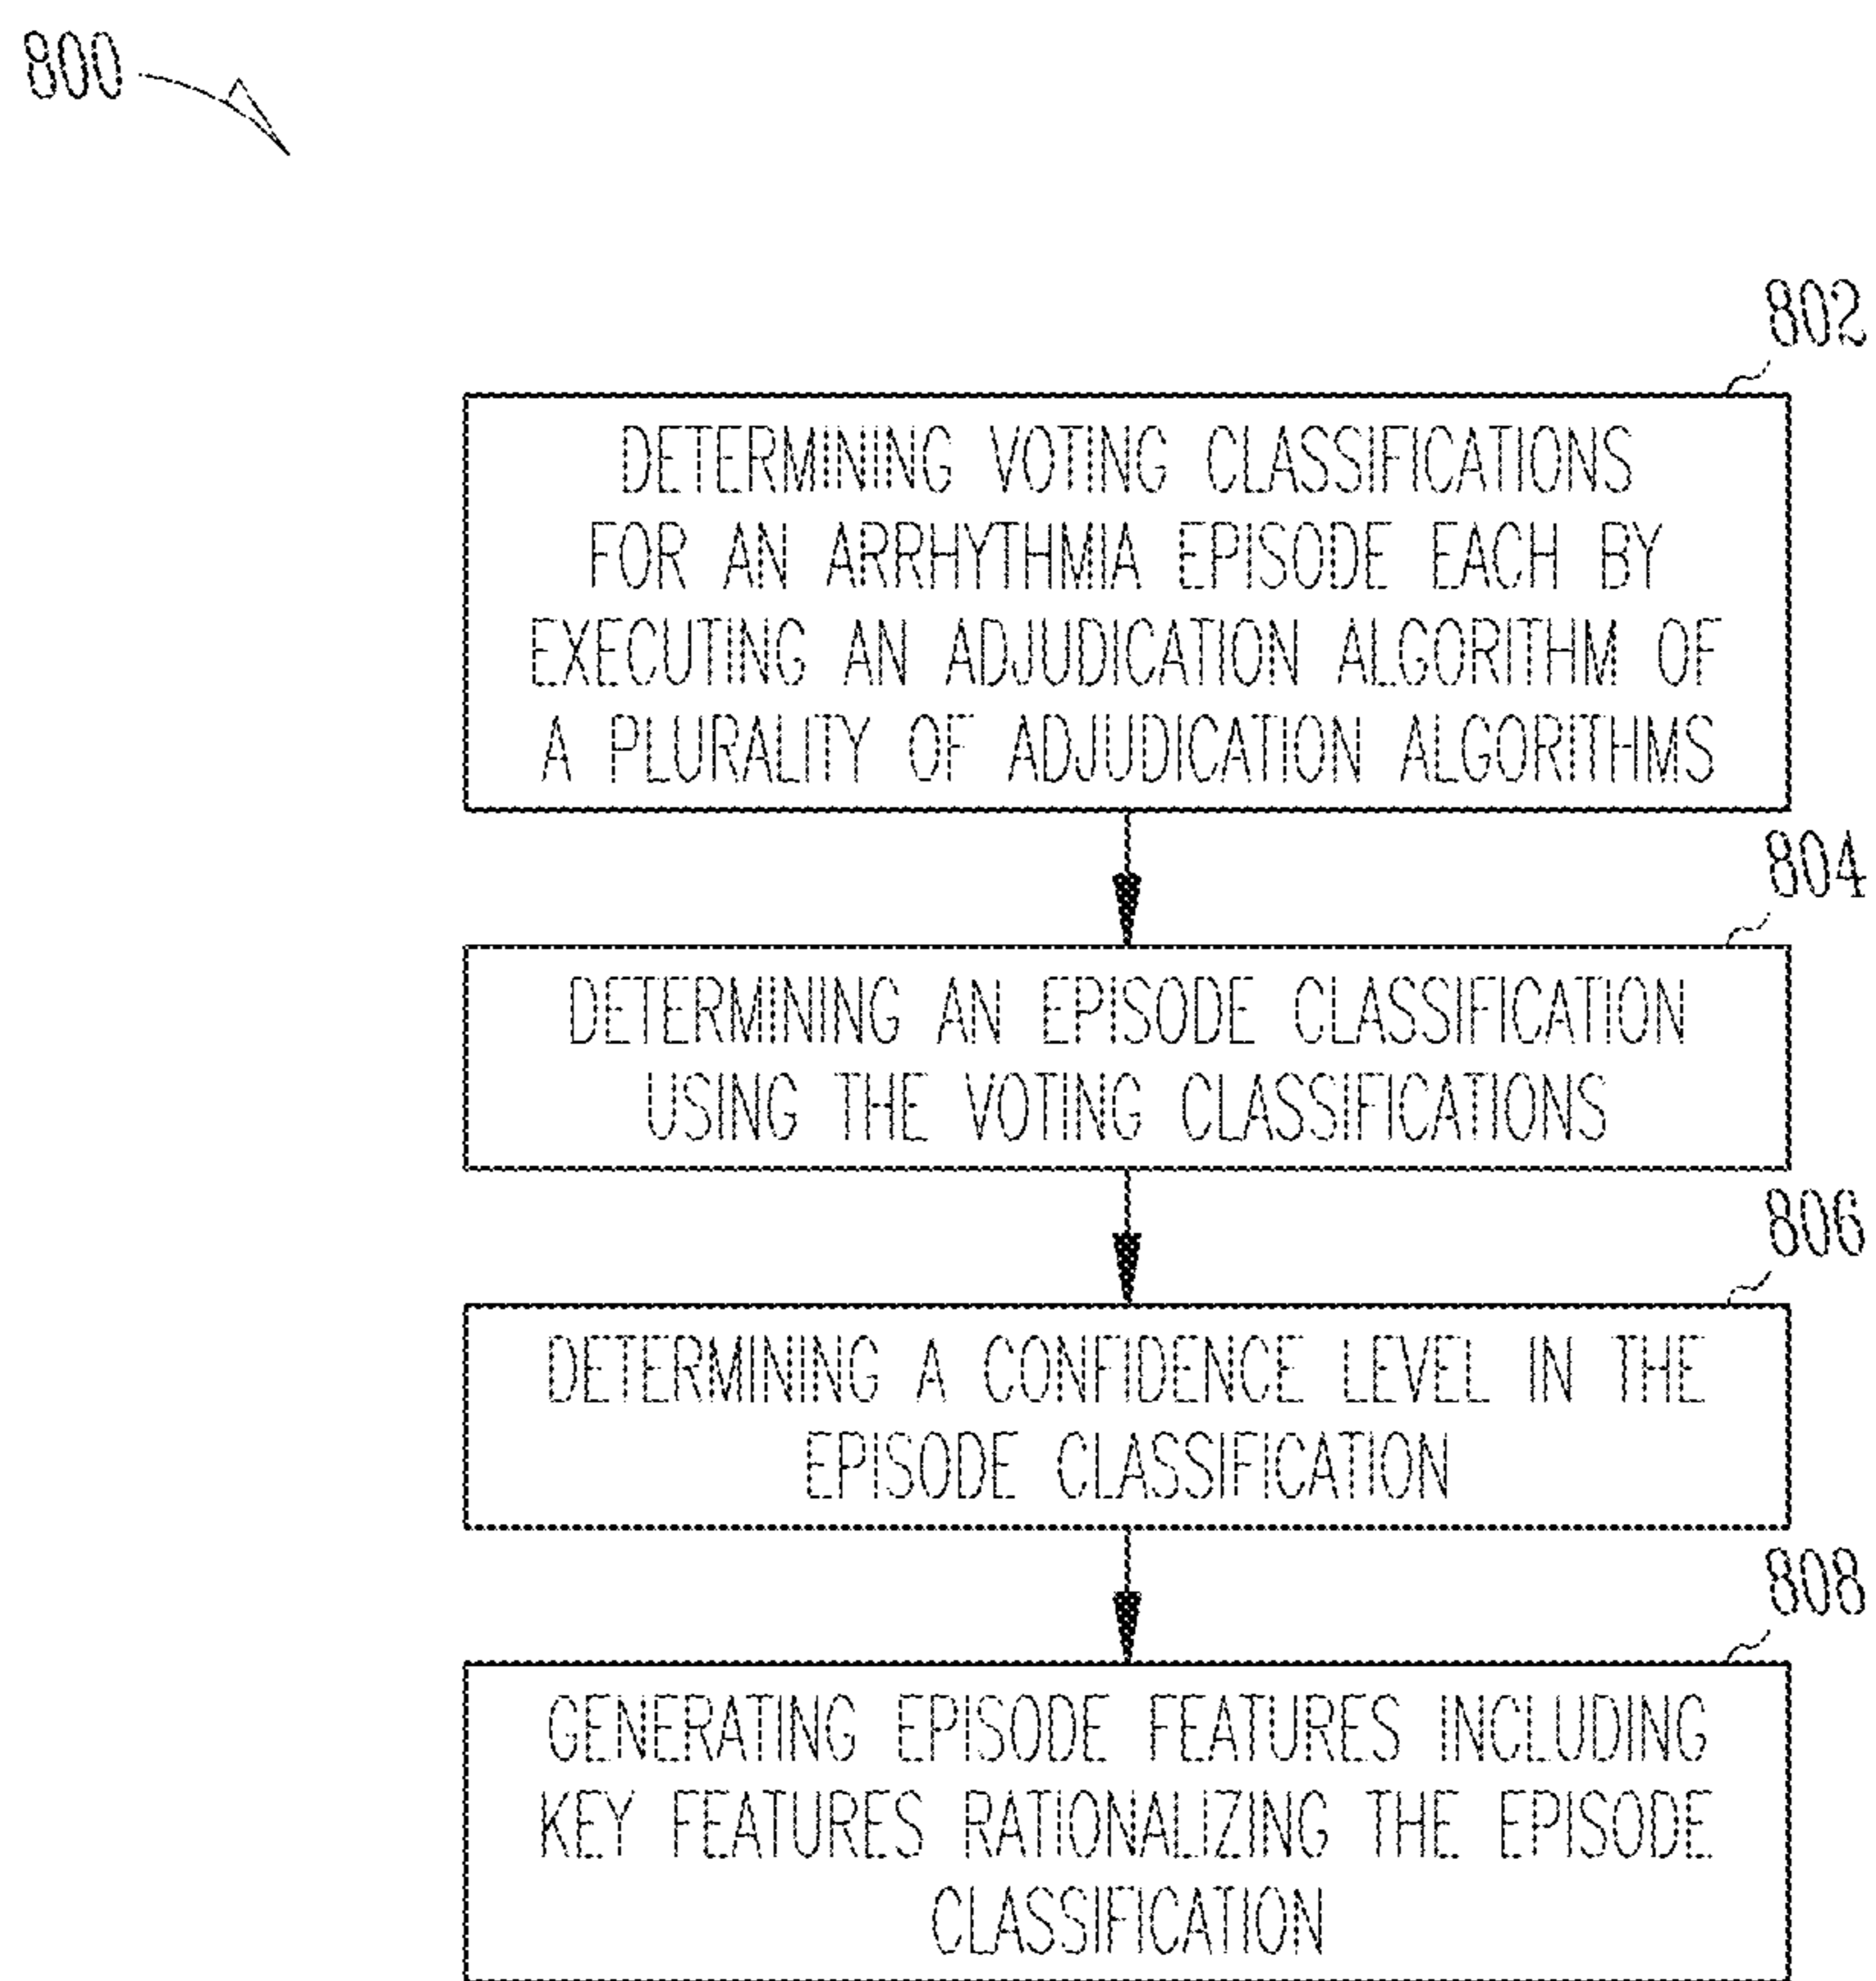 800
802
DETERMINING VOTING CLASSIFICATIONS
FOR AN ARRHYTHMIA EPISODE EACH BY
EXECUTING AN ADJUDICATION ALGORITHM OF
A PLURALITY OF ADJUDICATION ALGORITHMS
804
DETERMINING AN EPISODE CLASSIFICATION
USING THE VOTING CLASSIFICATIONS
806
DETERMINING A CONFIDENCE LEVEL IN THE
EPISODE CLASSIFICATION
808
GENERATING EPISODE FEATURES INCLUDING
KEY FEATURES RATIONALIZING THE EPISODE
CLASSIFICATION